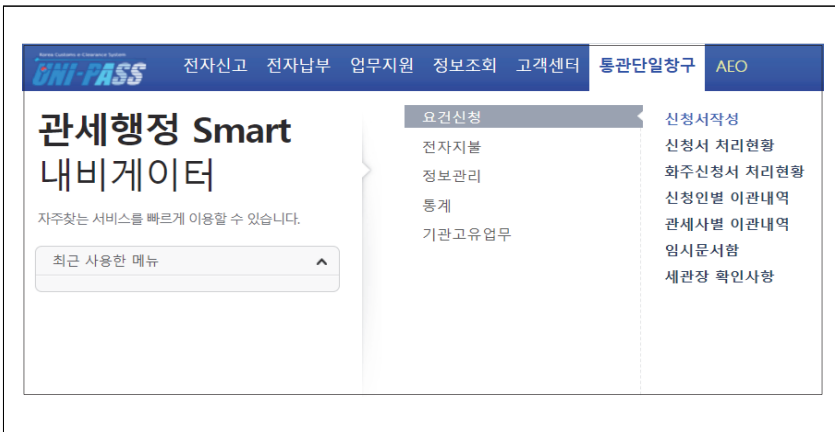 Korea Customs e-Clearance System
UNI-PASS
전자신고 전자납부 업무지원 정보조회 고객센터 통관단일창구 AEO
관세행정 Smart
내비게이터
자주찾는 서비스를 빠르게 이용할 수 있습니다.
최근 사용한 메뉴
요건신청
전자지불
정보관리
통계
기관고유업무
신청서작성
신청서 처리현황
화주신청서 처리현황
신청인별 이관내역
관세사별 이관내역
임시문서함
세관장 확인사항